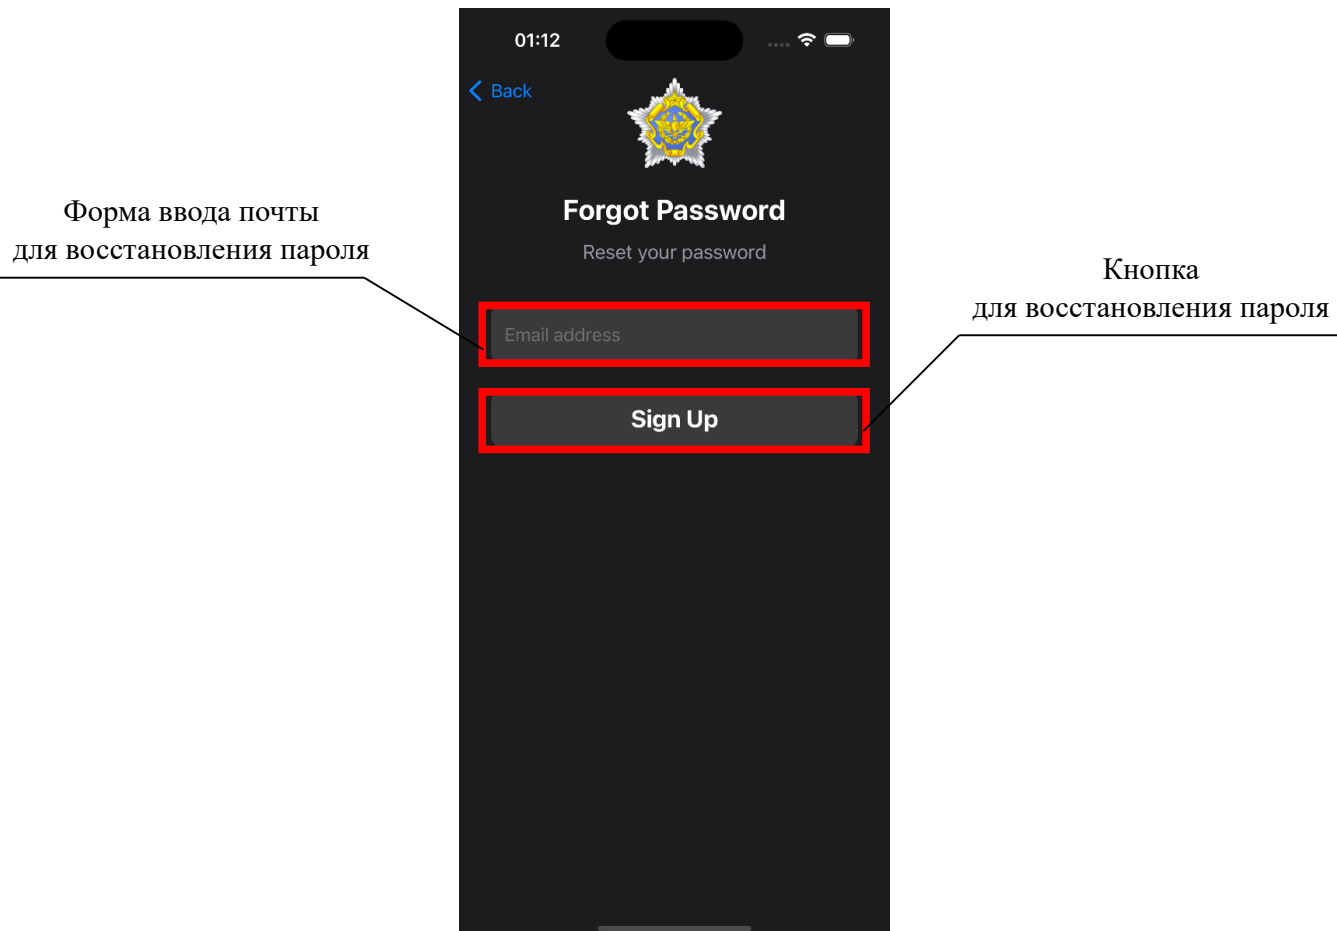 01:12
Back
Форма ввода почты
для восстановления пароля
Forgot Password
Reset your password
Кнопка
для восстановления пароля
Email address
Sign Up